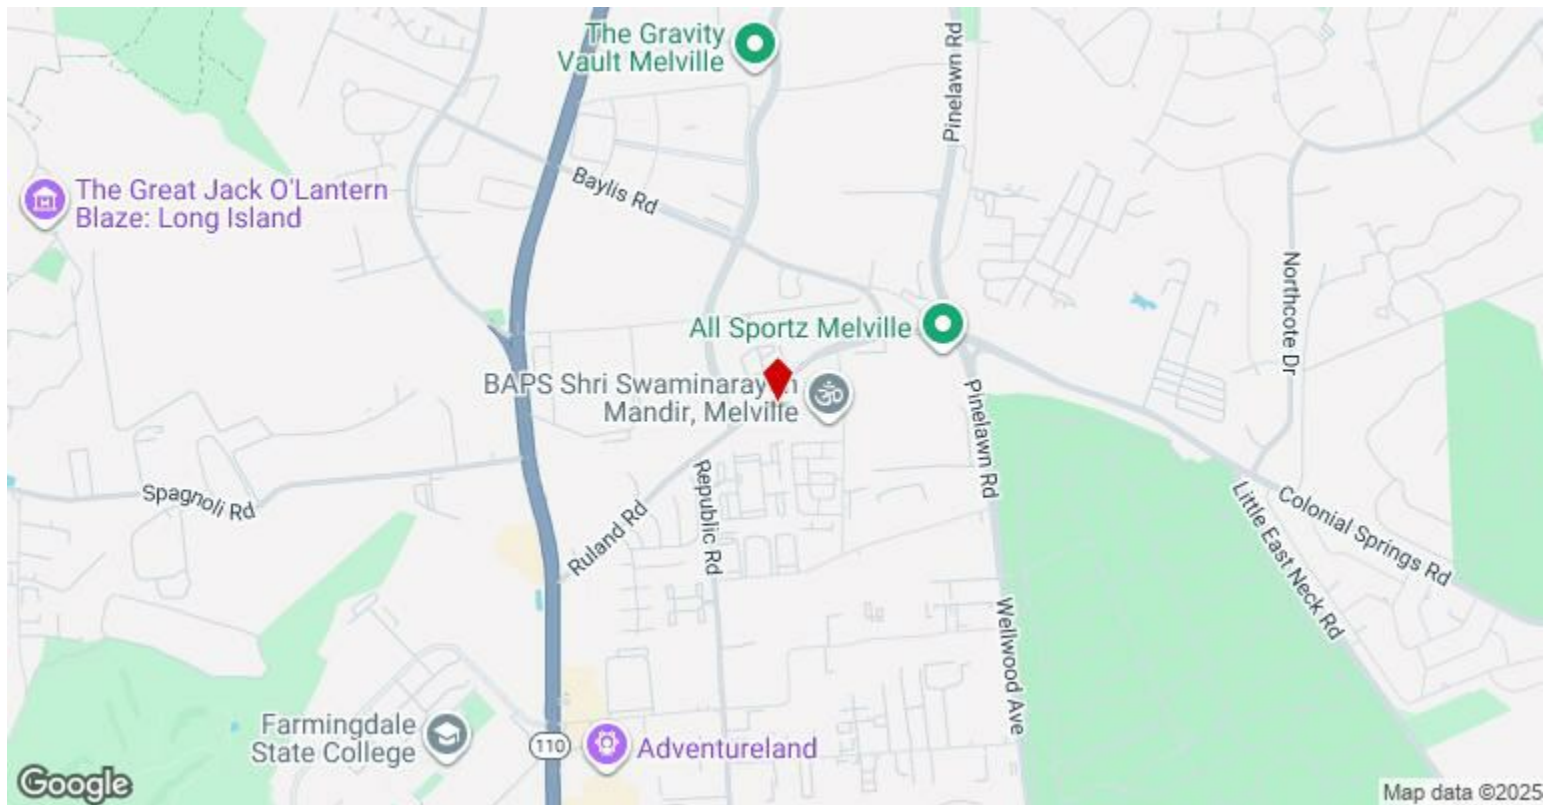 The Gravity
Vault Melville
Pinelawn Rd
Baylis Rd
The Great Jack O'Lantern
Blaze: Long Island
Northcote Dr
All Sportz Melville
BAPS Shri Swaminarayan
Mandir, Melville
Pinelawn Rd
Spagnoli Rd
Republic Rd
Ruland Rd
Little East Neck Rd
Colonial Springs Rd
Wellwood Ave
Farmingdale
State College
110
Adventureland
Google
Map data ©2025